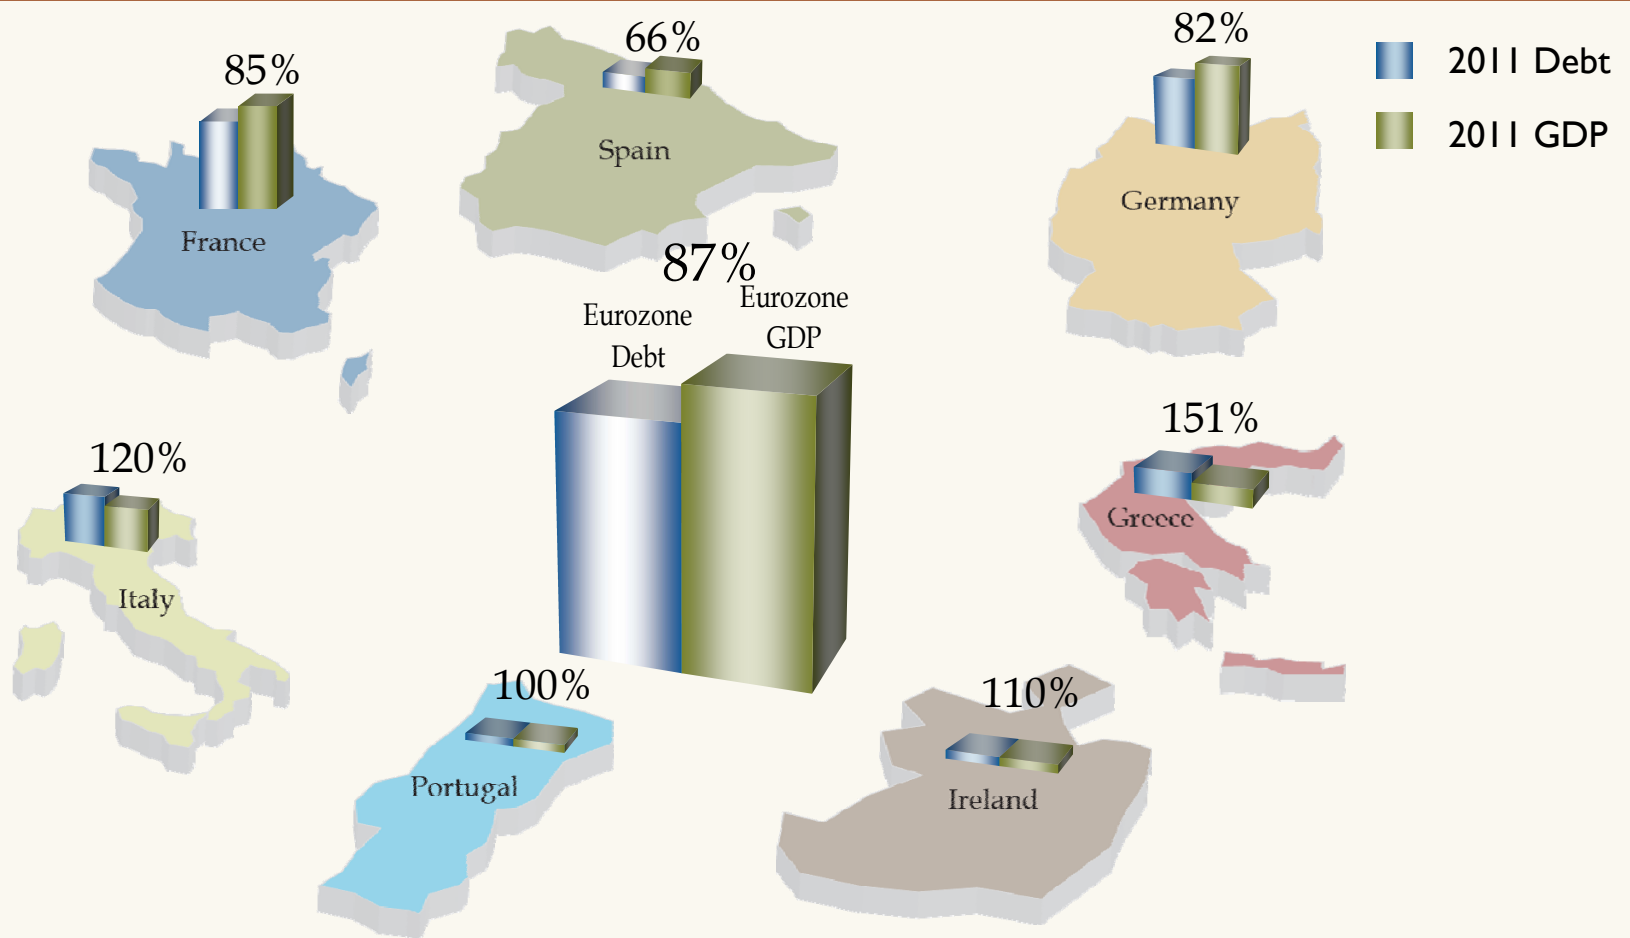 85%
France
66%
Spain
82%
Germany
2011 Debt
2011 GDP
87%
Eurozone
Debt
Eurozone
GDP
120%
Italy
151%
Greece
100%
Portugal
110%
Ireland